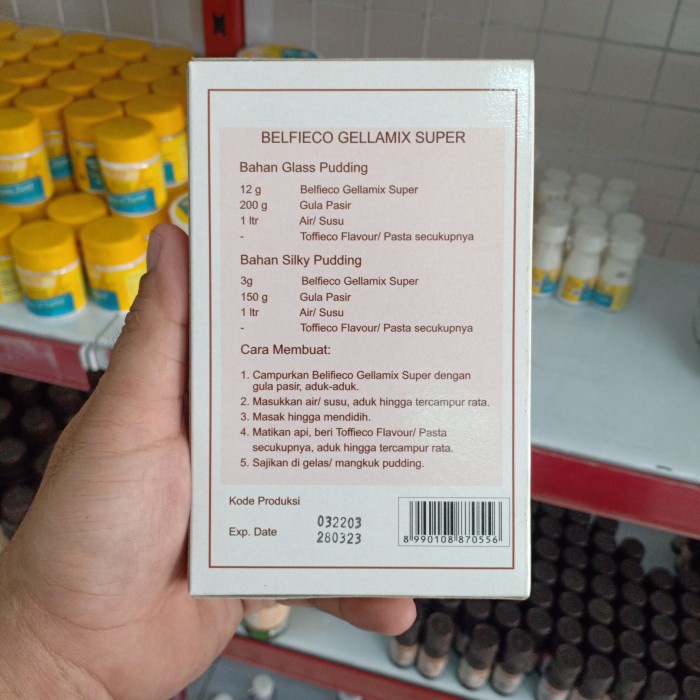 BELFIECO GELLAMIX SUPER
Bahan Glass Pudding
12 g Belfieco Gellamix Super
200 g Gula Pasir
1 ltr Air/ Susu
- Toffieco Flavour/ Pasta secukupnya
Bahan Silky Pudding
3g Belfieco Gellamix Super
150 g Gula Pasir
1 ltr Air/ Susu
- Toffieco Flavour/ Pasta secukupnya
Cara Membuat:
1. Campurkan Belifieco Gellamix Super dengan
gula pasir, aduk-aduk.
2. Masukkan air/ susu, aduk hingga tercampur rata.
3. Masak hingga mendidih.
4. Matikan api, beri Toffieco Flavour/ Pasta
secukupnya, aduk hingga tercampur rata.
5. Sajikan di gelas/ mangkuk pudding.
Kode Produksi 032203
Exp. Date 280323
8 990108 870556